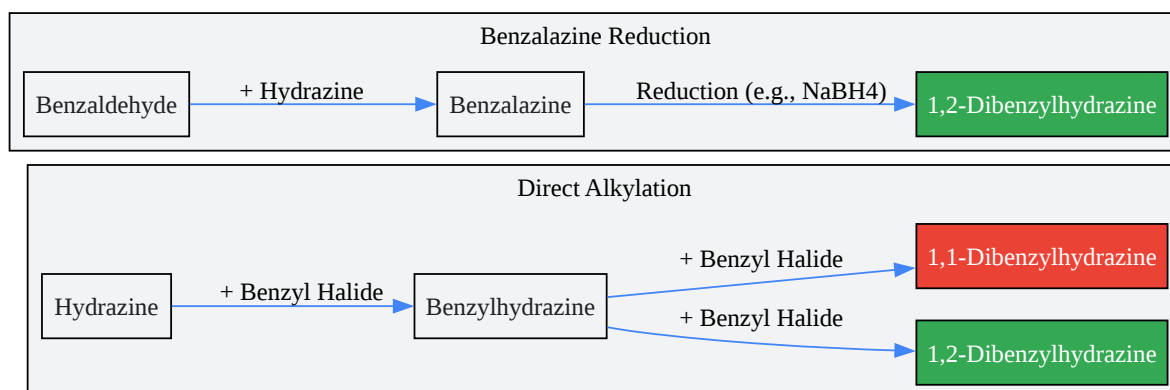 Benzalazine Reduction
Benzaldehyde
+ Hydrazine
Benzalazine
Reduction (e.g., NaBH4)
1,2-Dibenzylhydrazine
Direct Alkylation
Hydrazine
+ Benzyl Halide
Benzylhydrazine
+ Benzyl Halide
1,1-Dibenzylhydrazine
+ Benzyl Halide
1,2-Dibenzylhydrazine